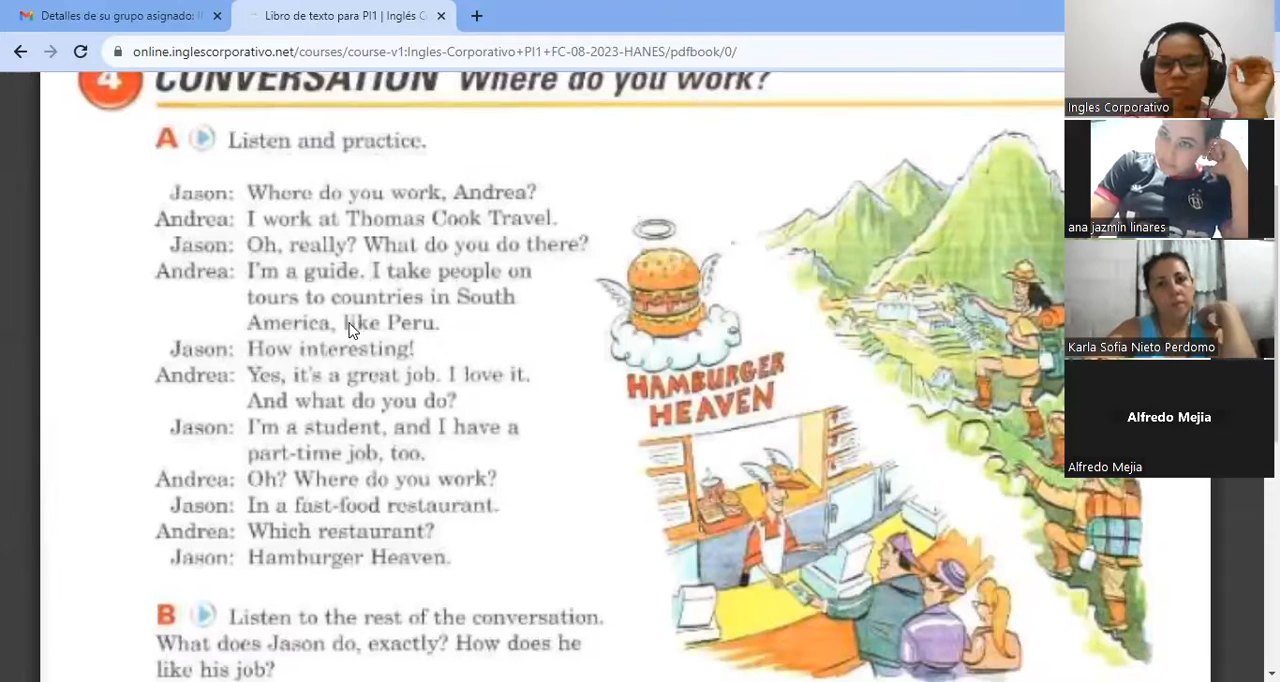 Detalles de su grupo asignado: I
Libro de texto para PI1 | Inglés C
online.inglescorporativo.net/courses/course-v1:Ingles-Corporativo+PI1+FC-08-2023-HANES/pdfbook/0/
4 CONVERSATION Where do you work?
A Listen and practice.
Jason: Where do you work, Andrea?
Andrea: I work at Thomas Cook Travel.
Jason: Oh, really? What do you do there?
Andrea: I'm a guide. I take people on
tours to countries in South
America, like Peru.
Jason: How interesting!
Andrea: Yes, it's a great job. I love it.
And what do you do?
Jason: I'm a student, and I have a
part-time job, too.
Andrea: Oh? Where do you work?
Jason: In a fast-food restaurant.
Andrea: Which restaurant?
Jason: Hamburger Heaven.
B Listen to the rest of the conversation.
What does Jason do, exactly? How does he
like his job?
HAMBURGER
HEAVEN
Ingles Corporativo
ana jazmín linares
Karla Sofia Nieto Perdomo
Alfredo Mejia
Alfredo Mejia